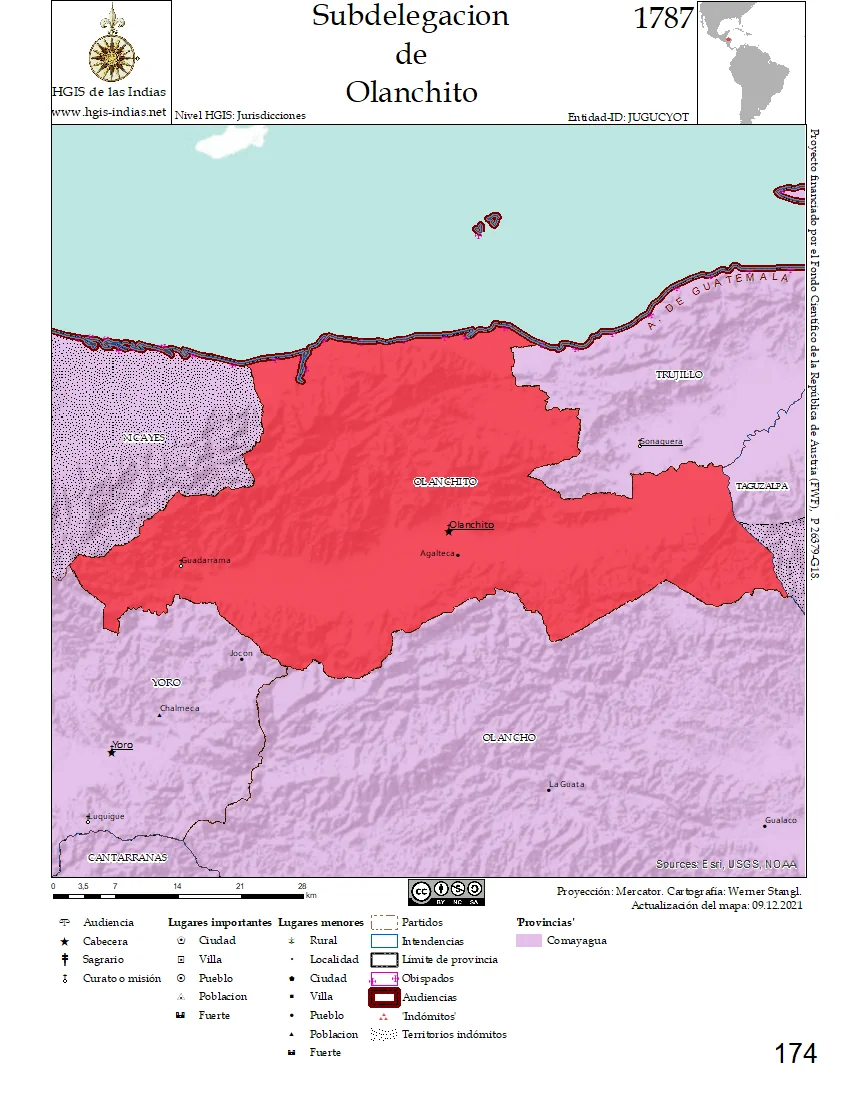 Subdelegacion
de
Olanchito
1787
HGIS de las Indias
www.hgis-indias.net
Nivel HGIS: Jurisdicciones
Entidad-ID: JUGUCYOT
Proyecto financiado por el Fondo Científico de la República de Austria (FWF), P 26379-G18.
A. DE GUATEMALA
TRUJILLO
XICAYES
Sonaguera
OLANCHITO
TAGUZALPA
Olanchito
Agalteca
Guadarrama
Jocon
YORO
Chalmeca
OLANCHO
Yoro
La Guata
Luquigue
Gualaco
CANTARRANAS
Sources: Esri, USGS, NOAA
0 3,5 7 14 21 28
km
BY NC SA
Proyección: Mercator. Cartografía: Werner Stangl.
Actualización del mapa: 09.12.2021
Audiencia
Cabecera
Sagrario
Curato o misión
Lugares importantes
Ciudad
Villa
Pueblo
Poblacion
Fuerte
Lugares menores
Rural
Localidad
Ciudad
Villa
Pueblo
Poblacion
Fuerte
Partidos
Intendencias
Límite de provincia
Obispados
Audiencias
'Indómitos'
Territorios indómitos
'Provincias'
Comayagua
174